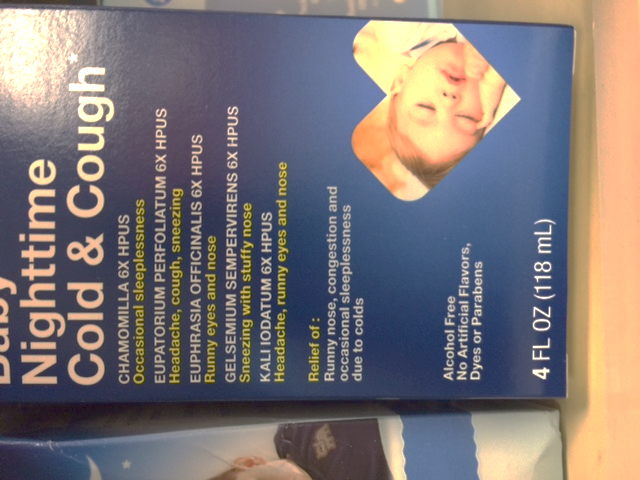 Baby
Nighttime
Cold & Cough*
CHAMOMILLA 6X HPUS
Occasional sleeplessness
EUPATORIUM PERFOLIATUM 6X HPUS
Headache, cough, sneezing
EUPHRASIA OFFICINALIS 6X HPUS
Runny eyes and nose
GELSEMIUM SEMPERVIRENS 6X HPUS
Sneezing with stuffy nose
KALI IODATUM 6X HPUS
Headache, runny eyes and nose
Relief of:
Runny nose, congestion and
occasional sleeplessness
due to colds
Alcohol Free
No Artificial Flavors,
Dyes or Parabens
4 FL OZ (118 mL)